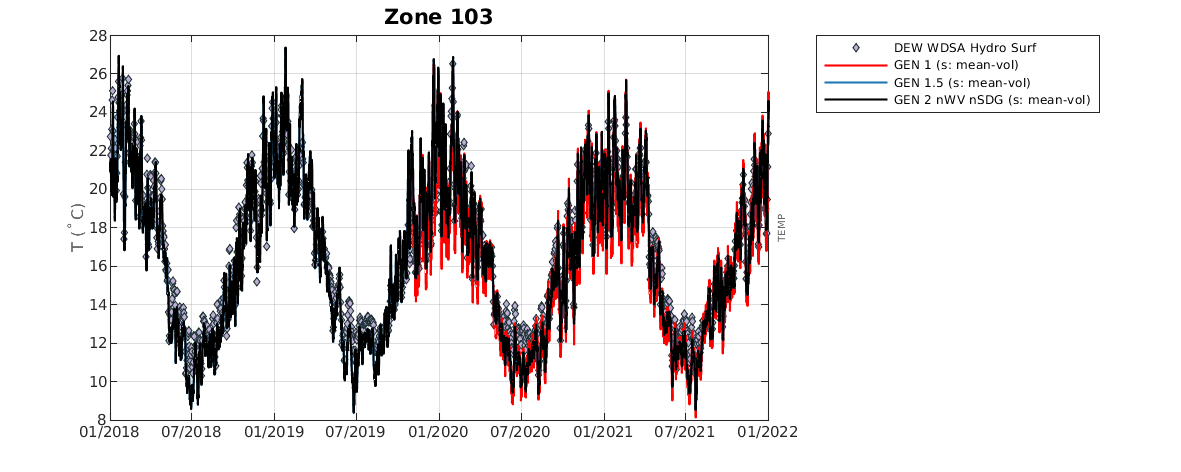 Zone 103
DEW WDSA Hydro Surf
GEN 1 (s: mean-vol)
GEN 1.5 (s: mean-vol)
GEN 2 nWV nSDG (s: mean-vol)
28
26
24
22
20
18
16
14
12
10
8
T (°C)
TEMP
01/2018 07/2018 01/2019 07/2019 01/2020 07/2020 01/2021 07/2021 01/2022